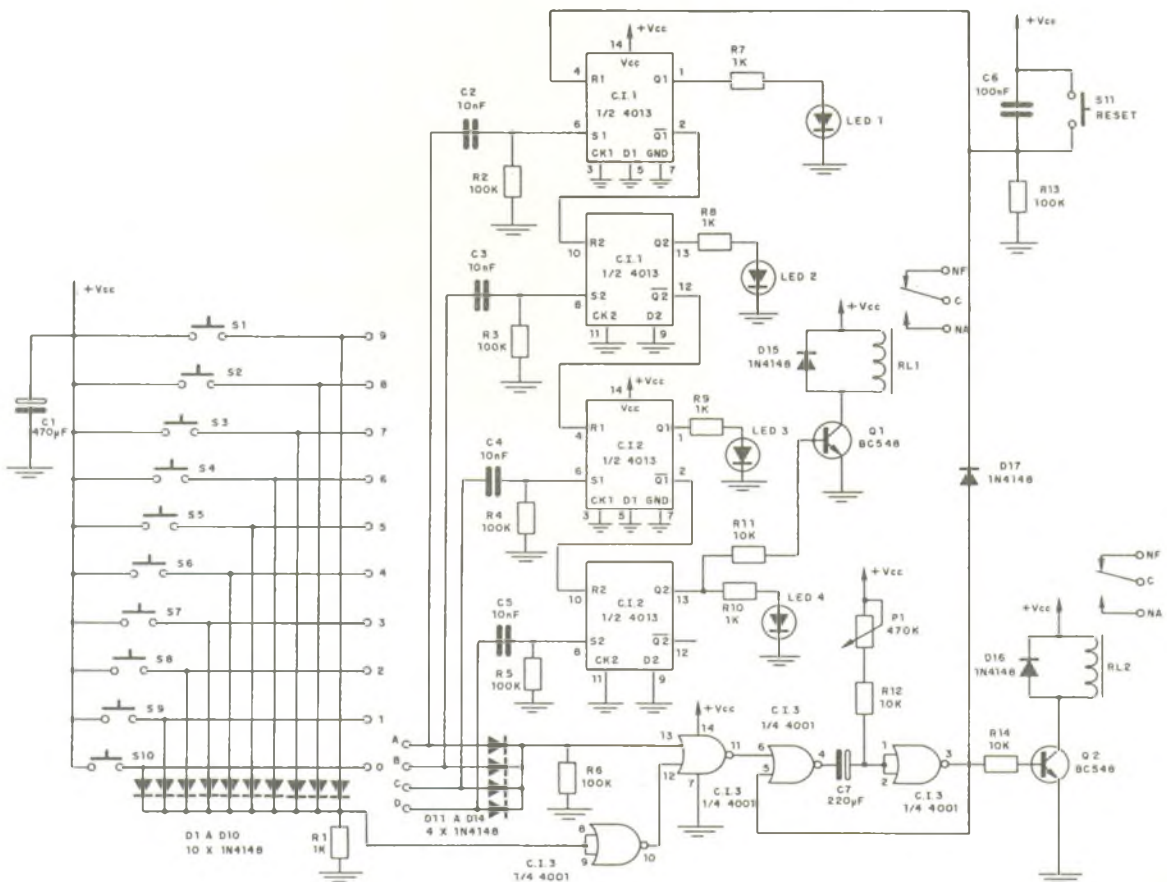 +Vcc
14
Vcc
4
R1
Q1
1
R7
1K
C.I.1
1/2 4013
LED 1
C2
10nF
6
S1
Q1
2
CK1
D1
GND
3
5
7
R2
100K
+Vcc
C6
100nF
S11
RESET
R13
100K
R2
Q2
10
13
R8
1K
C.I.1
1/2 4013
LED 2
C3
10nF
S2
Q2
8
12
CK2
D2
11
9
R3
100K
NF
C
NA
+Vcc
D15
1N4148
RL1
Q1
BC548
+Vcc
14
Vcc
R1
Q1
4
1
R9
1K
C.I.2
1/2 4013
LED 3
C4
10nF
6
S1
Q1
2
CK1
D1
GND
3
5
7
R4
100K
R11
10K
D17
1N4148
R2
Q2
10
13
R10
1K
LED 4
C.I.2
1/2 4013
C5
10nF
S2
Q2
8
12
CK2
D2
11
9
R5
100K
+Vcc
P1
470K
R12
10K
NF
C
NA
+Vcc
D16
1N4148
RL2
R14
10K
Q2
BC548
+Vcc
C1
470µF
S1
9
S2
8
S3
7
S4
6
S5
5
S6
4
S7
3
S8
2
S9
1
S10
0
D1 A D10
10 X 1N4148
R1
1K
A
B
C
D
D11 A D14
4 X 1N4148
R6
100K
+Vcc
14
13
12
11
7
C.I.3
1/4 4001
8
9
10
C.I.3
1/4 4001
C.I.3
1/4 4001
6
5
4
C7
220µF
1
2
3
C.I.3
1/4 4001